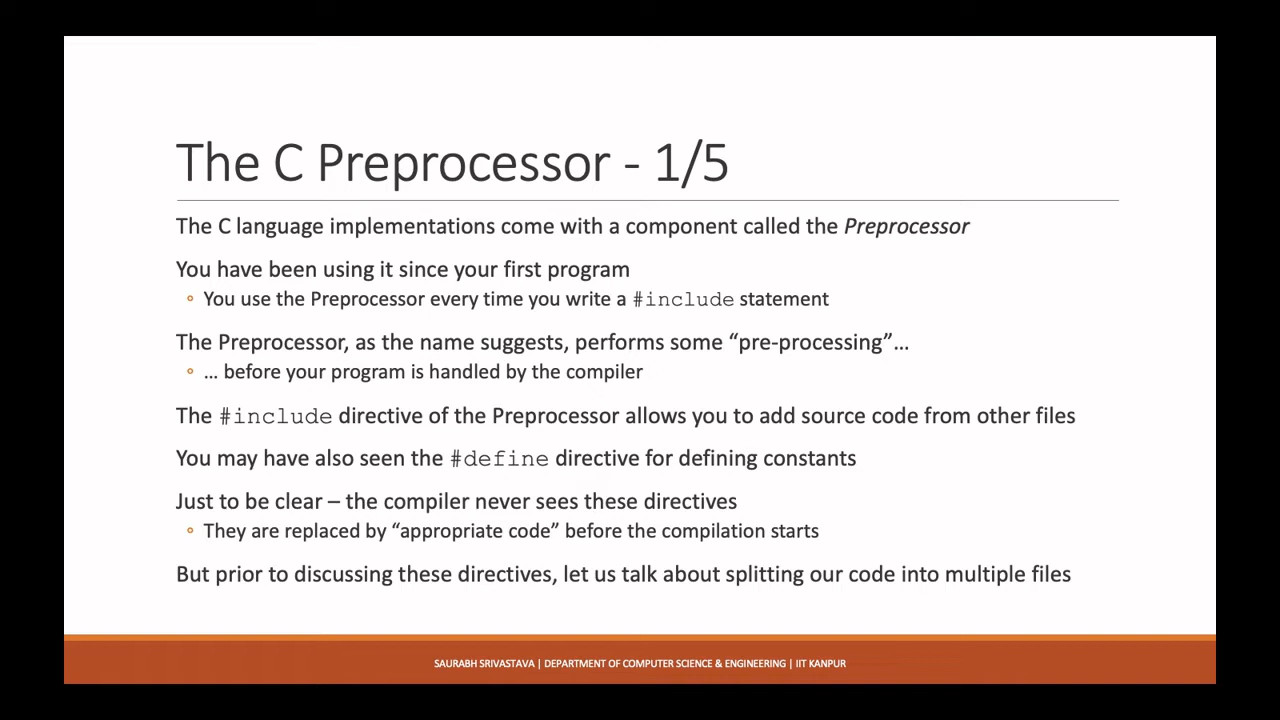 The C Preprocessor - 1/5
The C language implementations come with a component called the Preprocessor
You have been using it since your first program
◦ You use the Preprocessor every time you write a #include statement
The Preprocessor, as the name suggests, performs some “pre-processing”…
◦ … before your program is handled by the compiler
The #include directive of the Preprocessor allows you to add source code from other files
You may have also seen the #define directive for defining constants
Just to be clear – the compiler never sees these directives
◦ They are replaced by “appropriate code” before the compilation starts
But prior to discussing these directives, let us talk about splitting our code into multiple files
SAURABH SRIVASTAVA | DEPARTMENT OF COMPUTER SCIENCE & ENGINEERING | IIT KANPUR